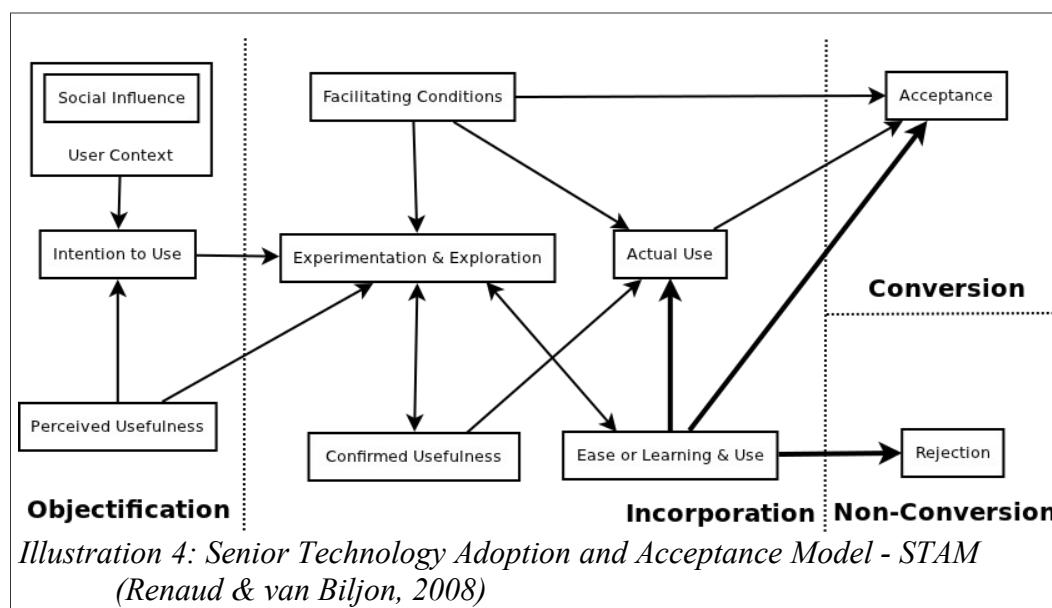 Social Influence
User Context
Facilitating Conditions
Acceptance
Intention to Use
Experimentation & Exploration
Actual Use
Conversion
Perceived Usefulness
Confirmed Usefulness
Ease or Learning & Use
Rejection
Objectification
Incorporation
Non-Conversion
Illustration 4: Senior Technology Adoption and Acceptance Model - STAM
(Renaud & van Biljon, 2008)